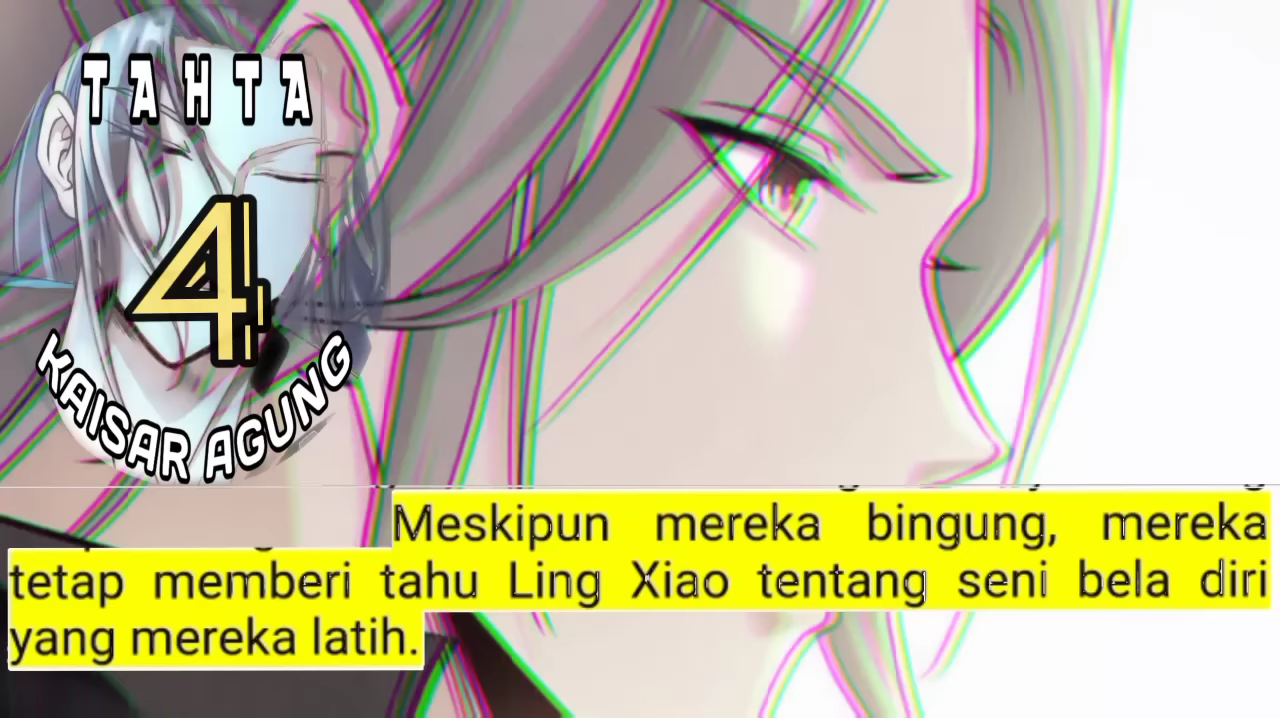 TAHTA
4
KAISAR AGUNG
Meskipun mereka bingung, mereka
tetap memberi tahu Ling Xiao tentang seni bela diri
yang mereka latih.